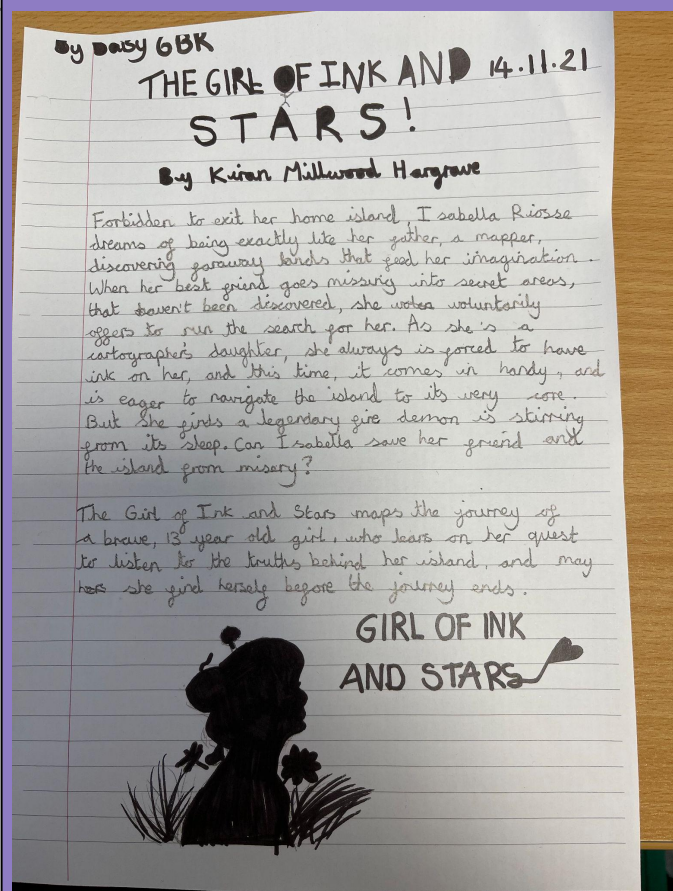 By Daisy 6BK
THE GIRL OF INK AND 14.11.21
STARS!
By Kiran Millwood Hargrave
Forbidden to exit her home island, Isabella Riosse
dreams of being exactly like her father, a mapper,
discovering faraway lands that feed her imagination.
When her best friend goes missing into secret areas,
that haven't been discovered, she voluntarily
offers to run the search for her. As she is a
cartographer's daughter, she always is forced to have
ink on her, and this time, it comes in handy, and
is eager to navigate the island to its very core.
But she finds a legendary fire demon is stirring
from its sleep. Can Isabella save her friend and
the island from misery?
The Girl of Ink and Stars maps the journey of
a brave, 13 year old girl, who lears on her quest
to listen to the truths behind her island, and may
she find herself before the journey ends.
GIRL OF INK
AND STARS